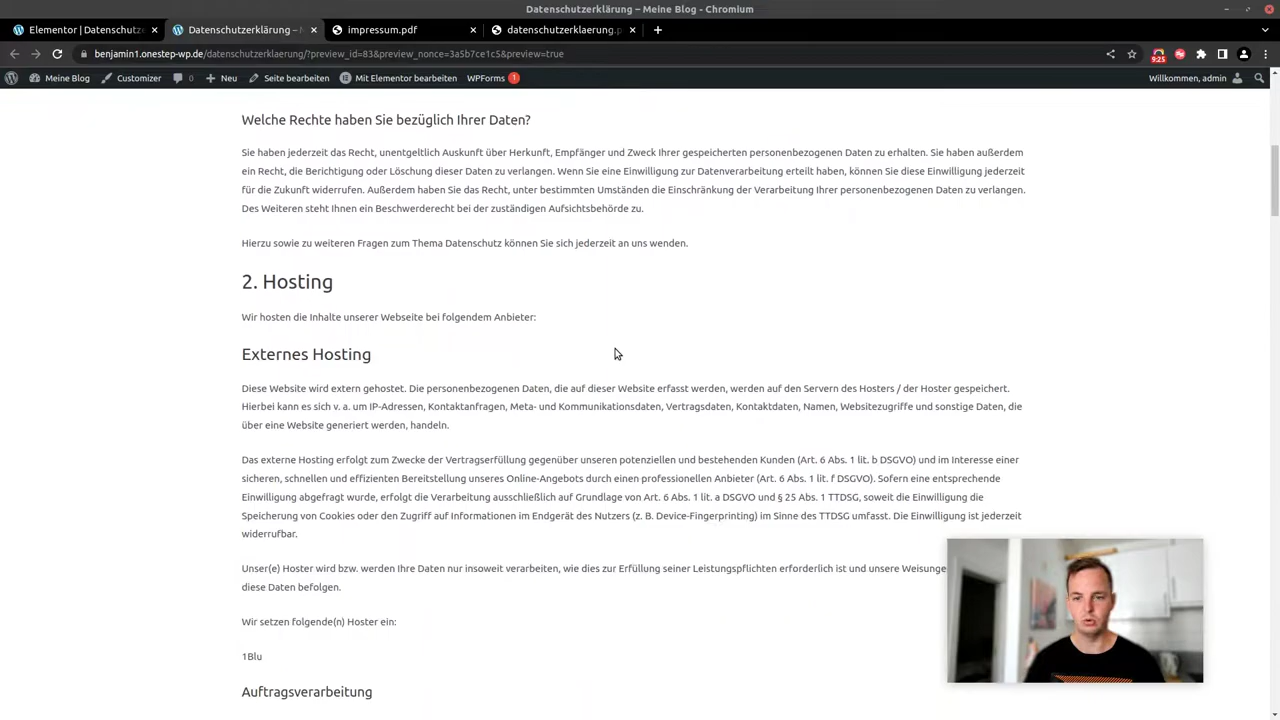 Datenschutzerklärung – Meine Blog - Chromium
Elementor | Datenschutz
Datenschutzerklärung – M
impressum.pdf
datenschutzerklaerung.p
benjamin1.onestep-wp.de/datenschutzerklaerung/?preview_id=83&preview_nonce=3a5b7ce1c5&preview=true
9:25
Meine Blog Customizer 0 Neu Seite bearbeiten Mit Elementor bearbeiten WPForms 1 Willkommen, admin
Welche Rechte haben Sie bezüglich Ihrer Daten?
Sie haben jederzeit das Recht, unentgeltlich Auskunft über Herkunft, Empfänger und Zweck Ihrer gespeicherten personenbezogenen Daten zu erhalten. Sie haben außerdem
ein Recht, die Berichtigung oder Löschung dieser Daten zu verlangen. Wenn Sie eine Einwilligung zur Datenverarbeitung erteilt haben, können Sie diese Einwilligung jederzeit
für die Zukunft widerrufen. Außerdem haben Sie das Recht, unter bestimmten Umständen die Einschränkung der Verarbeitung Ihrer personenbezogenen Daten zu verlangen.
Des Weiteren steht Ihnen ein Beschwerderecht bei der zuständigen Aufsichtsbehörde zu.
Hierzu sowie zu weiteren Fragen zum Thema Datenschutz können Sie sich jederzeit an uns wenden.
2. Hosting
Wir hosten die Inhalte unserer Webseite bei folgendem Anbieter:
Externes Hosting
Diese Website wird extern gehostet. Die personenbezogenen Daten, die auf dieser Website erfasst werden, werden auf den Servern des Hosters / der Hoster gespeichert.
Hierbei kann es sich v. a. um IP-Adressen, Kontaktanfragen, Meta- und Kommunikationsdaten, Vertragsdaten, Kontaktdaten, Namen, Websitezugriffe und sonstige Daten, die
über eine Website generiert werden, handeln.
Das externe Hosting erfolgt zum Zwecke der Vertragserfüllung gegenüber unseren potenziellen und bestehenden Kunden (Art. 6 Abs. 1 lit. b DSGVO) und im Interesse einer
sicheren, schnellen und effizienten Bereitstellung unseres Online-Angebots durch einen professionellen Anbieter (Art. 6 Abs. 1 lit. f DSGVO). Sofern eine entsprechende
Einwilligung abgefragt wurde, erfolgt die Verarbeitung ausschließlich auf Grundlage von Art. 6 Abs. 1 lit. a DSGVO und § 25 Abs. 1 TTDSG, soweit die Einwilligung die
Speicherung von Cookies oder den Zugriff auf Informationen im Endgerät des Nutzers (z. B. Device-Fingerprinting) im Sinne des TTDSG umfasst. Die Einwilligung ist jederzeit
widerrufbar.
Unser(e) Hoster wird bzw. werden Ihre Daten nur insoweit verarbeiten, wie dies zur Erfüllung seiner Leistungspflichten erforderlich ist und unsere Weisunge
diese Daten befolgen.
Wir setzen folgende(n) Hoster ein:
1Blu
Auftragsverarbeitung